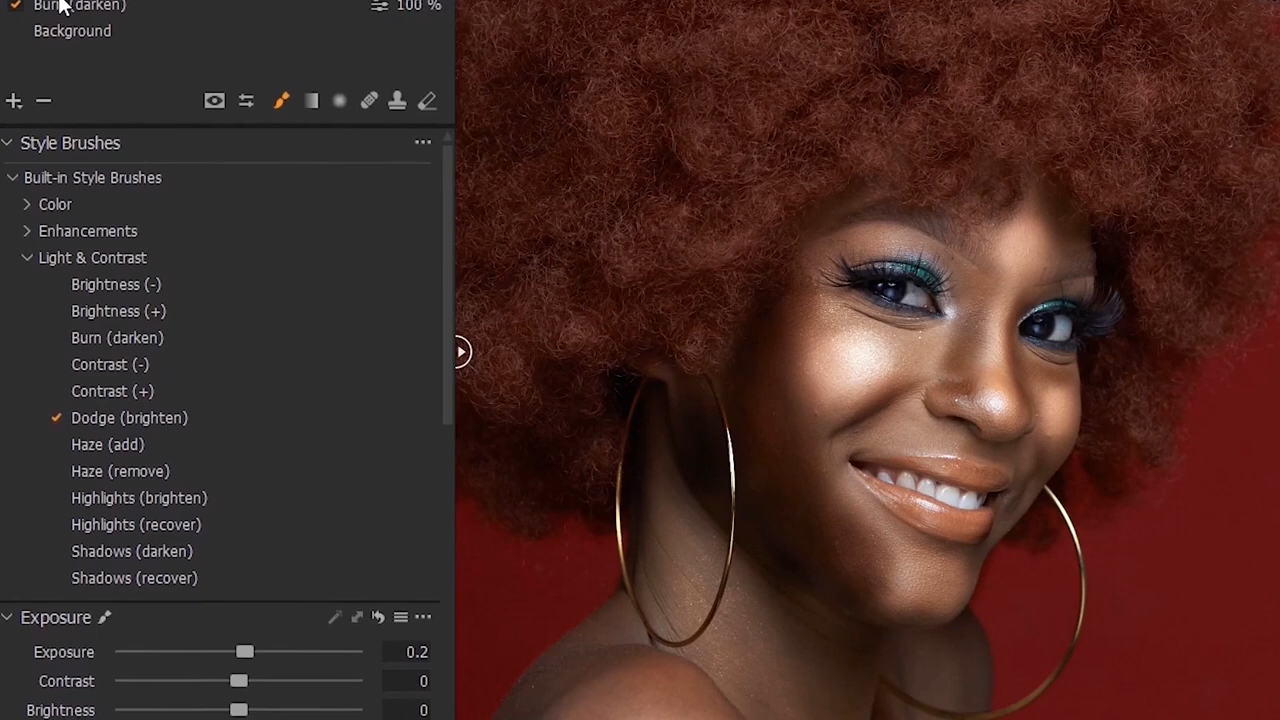 Burn (darken) 100 %
Background
Style Brushes
Built-in Style Brushes
Color
Enhancements
Light & Contrast
Brightness (-)
Brightness (+)
Burn (darken)
Contrast (-)
Contrast (+)
Dodge (brighten)
Haze (add)
Haze (remove)
Highlights (brighten)
Highlights (recover)
Shadows (darken)
Shadows (recover)
Exposure
Exposure 0.2
Contrast 0
Brightness 0